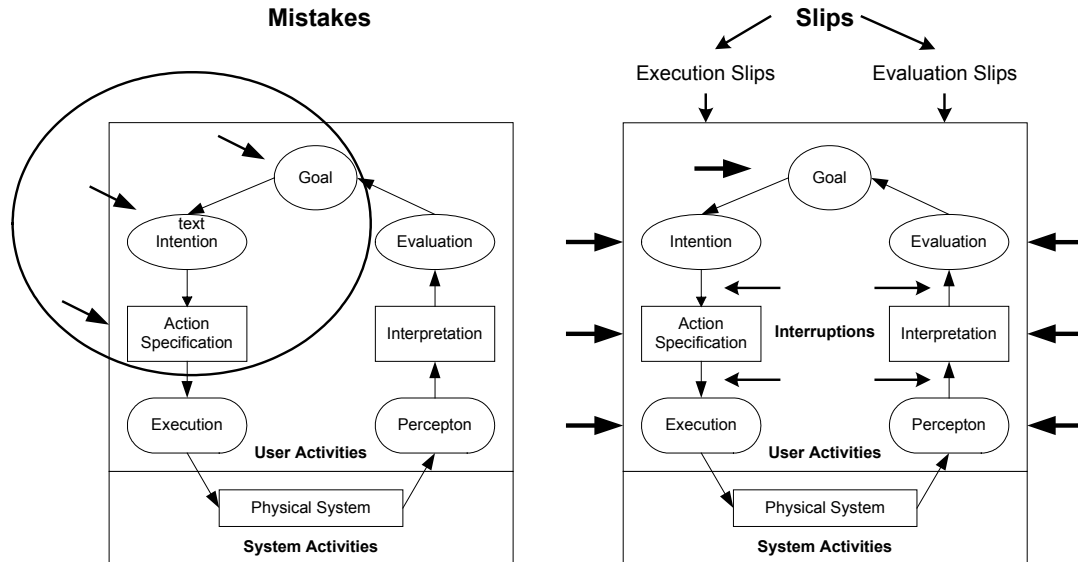 Mistakes
Goal
text
Intention
Evaluation
Action
Specification
Interpretation
Execution
Percepton
User Activities
Physical System
System Activities
Slips
Execution Slips
Evaluation Slips
Goal
Intention
Evaluation
Action
Specification
Interruptions
Interpretation
Execution
Percepton
User Activities
Physical System
System Activities